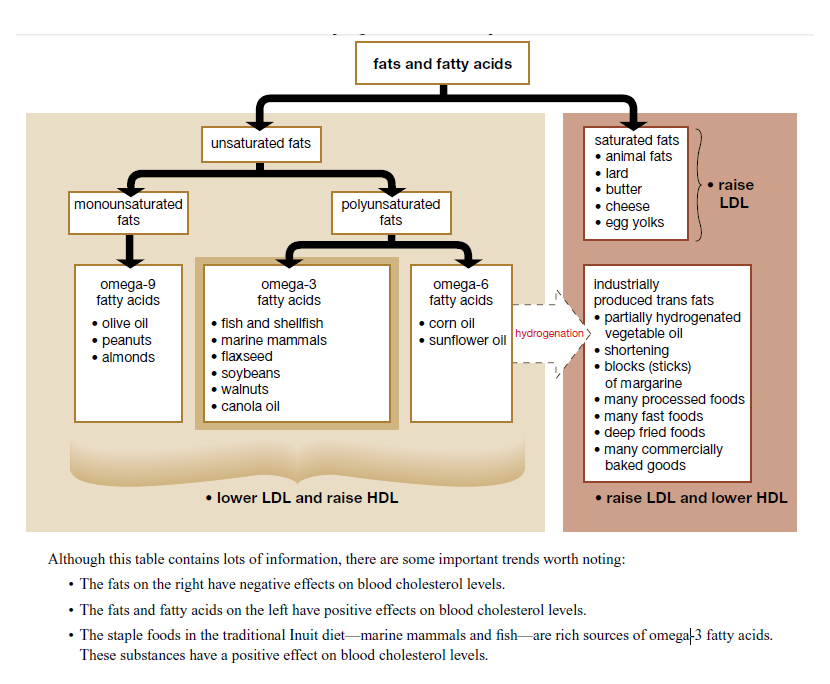 fats and fatty acids
unsaturated fats
monounsaturated
fats
polyunsaturated
fats
omega-9
fatty acids
• olive oil
• peanuts
• almonds
omega-3
fatty acids
• fish and shellfish
• marine mammals
• flaxseed
• soybeans
• walnuts
• canola oil
omega-6
fatty acids
• corn oil
• sunflower oil
hydrogenation
• lower LDL and raise HDL
saturated fats
• animal fats
• lard
• butter
• cheese
• egg yolks
• raise
LDL
industrially
produced trans fats
• partially hydrogenated
vegetable oil
• shortening
• blocks (sticks)
of margarine
• many processed foods
• many fast foods
• deep fried foods
• many commercially
baked goods
• raise LDL and lower HDL
Although this table contains lots of information, there are some important trends worth noting:
• The fats on the right have negative effects on blood cholesterol levels.
• The fats and fatty acids on the left have positive effects on blood cholesterol levels.
• The staple foods in the traditional Inuit diet—marine mammals and fish—are rich sources of omega-3 fatty acids.
These substances have a positive effect on blood cholesterol levels.